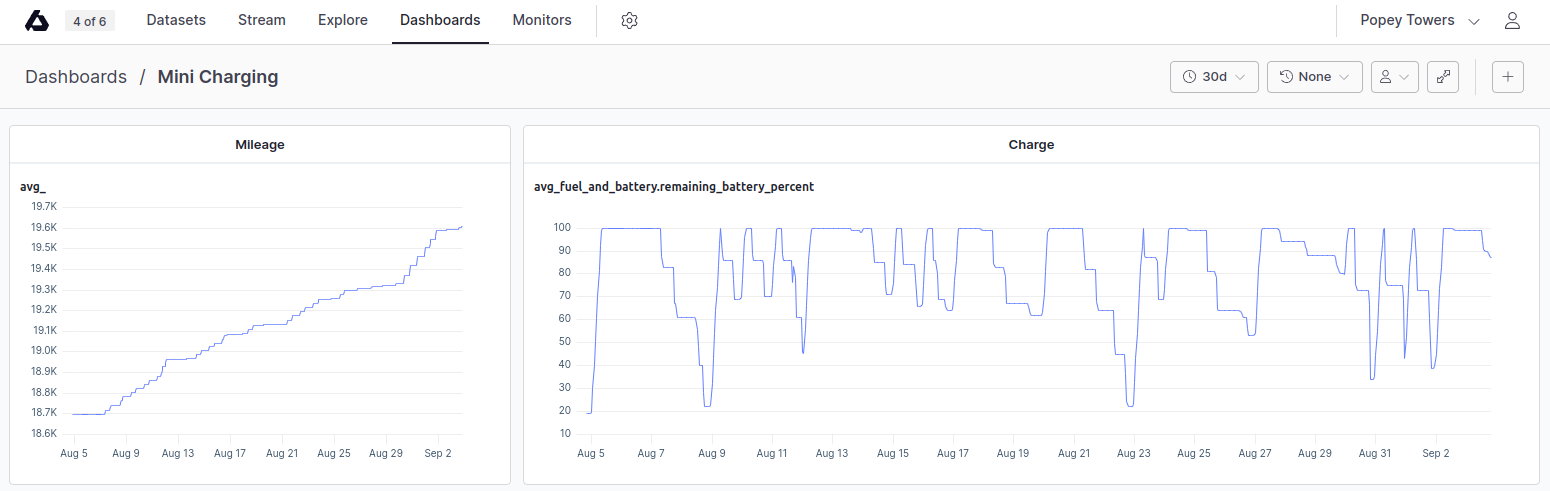 4 of 6 Datasets Stream Explore Dashboards Monitors Popey Towers
Dashboards / Mini Charging 30d None
Mileage
avg_
19.7K
19.6K
19.5K
19.4K
19.3K
19.2K
19.1K
19.0K
18.9K
18.8K
18.7K
18.6K
Aug 5 Aug 9 Aug 13 Aug 17 Aug 21 Aug 25 Aug 29 Sep 2
Charge
avg_fuel_and_battery.remaining_battery_percent
100
90
80
70
60
50
40
30
20
10
Aug 5 Aug 7 Aug 9 Aug 11 Aug 13 Aug 15 Aug 17 Aug 19 Aug 21 Aug 23 Aug 25 Aug 27 Aug 29 Aug 31 Sep 2